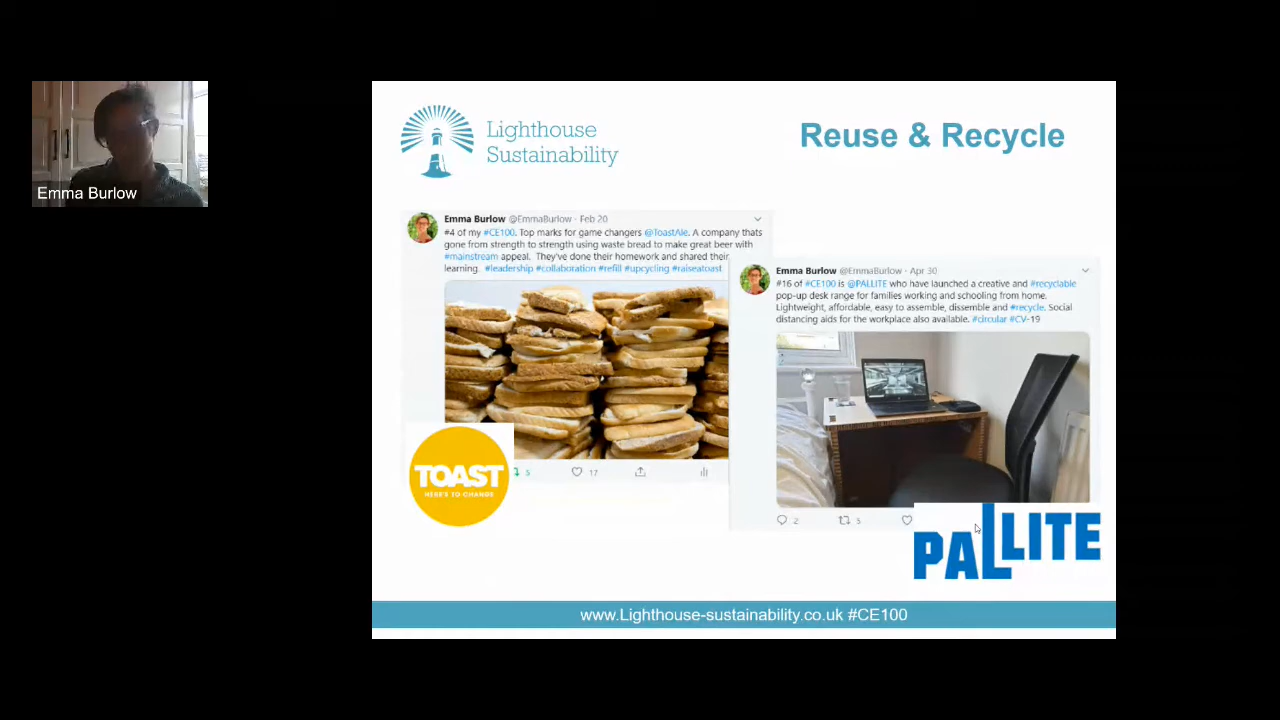 Emma Burlow
Lighthouse
Sustainability
Reuse & Recycle
Emma Burlow @EmmaBurlow · Feb 20
#4 of my #CE100. Top marks for game changers @ToastAle. A company thats
gone from strength to strength using waste bread to make great beer with
#mainstream appeal. They've done their homework and shared their
learning. #leadership #collaboration #refill #upcycling #raiseatoast
5
17
TOAST
HERE'S TO CHANGE
Emma Burlow @EmmaBurlow · Apr 30
#16 of #CE100 is @PALLITE who have launched a creative and #recyclable
pop-up desk range for families working and schooling from home.
Lightweight, affordable, easy to assemble, dissemble and #recycle. Social
distancing aids for the workplace also available. #circular #CV-19
2
5
PALLITE
www.Lighthouse-sustainability.co.uk #CE100